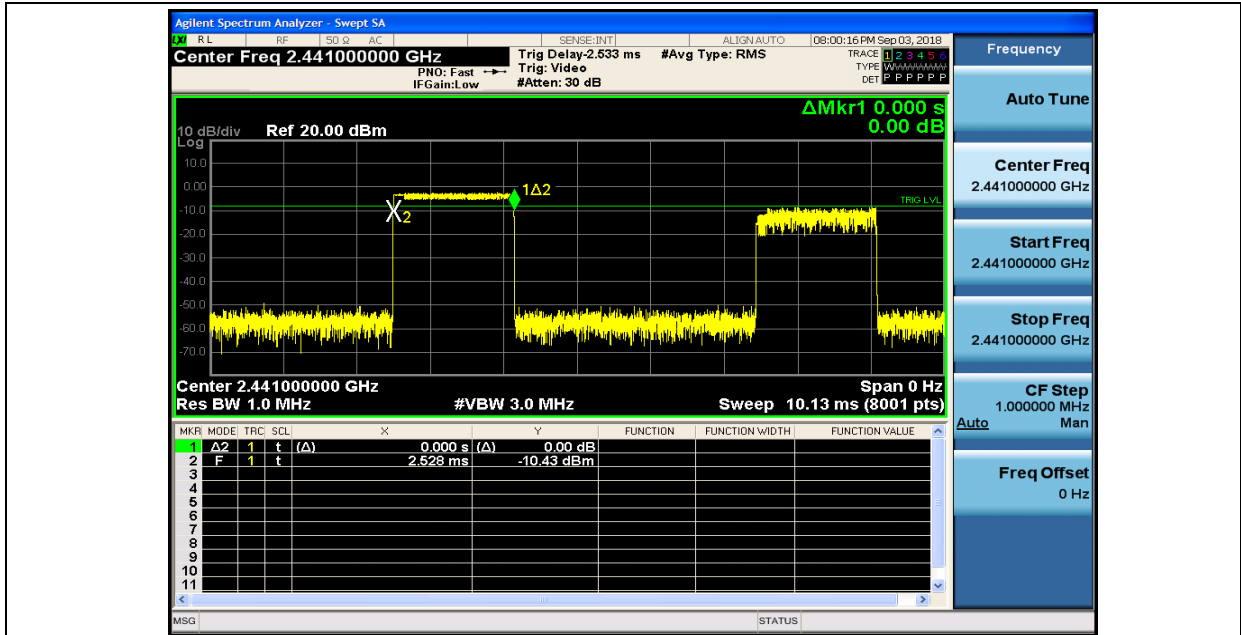 Agilent Spectrum Analyzer - Swept SA
LXI RL RF 50 Ω AC SENSE:INT ALIGN AUTO 08:00:16 PM Sep 03, 2018
Center Freq 2.441000000 GHz
PNO: Fast
IFGain:Low
Trig Delay-2.533 ms
Trig: Video
#Atten: 30 dB
#Avg Type: RMS
TRACE 1 2 3 4 5 6
TYPE WWWWWW
DET P P P P P P
Frequency
Auto Tune
Center Freq
2.441000000 GHz
Start Freq
2.441000000 GHz
Stop Freq
2.441000000 GHz
CF Step
1.000000 MHz
Auto Man
Freq Offset
0 Hz
ΔMkr1 0.000 s
0.00 dB
10 dB/div Ref 20.00 dBm
Log
10.0
0.00
-10.0
-20.0
-30.0
-40.0
-50.0
-60.0
-70.0
1Δ2
X2
TRIG LVL
Center 2.441000000 GHz Span 0 Hz
Res BW 1.0 MHz #VBW 3.0 MHz Sweep 10.13 ms (8001 pts)
MKR MODE TRC SCL X Y FUNCTION FUNCTION WIDTH FUNCTION VALUE
1 Δ2 1 t (Δ) 0.000 s (Δ) 0.00 dB
2 F 1 t 2.528 ms -10.43 dBm
3
4
5
6
7
8
9
10
11
MSG STATUS